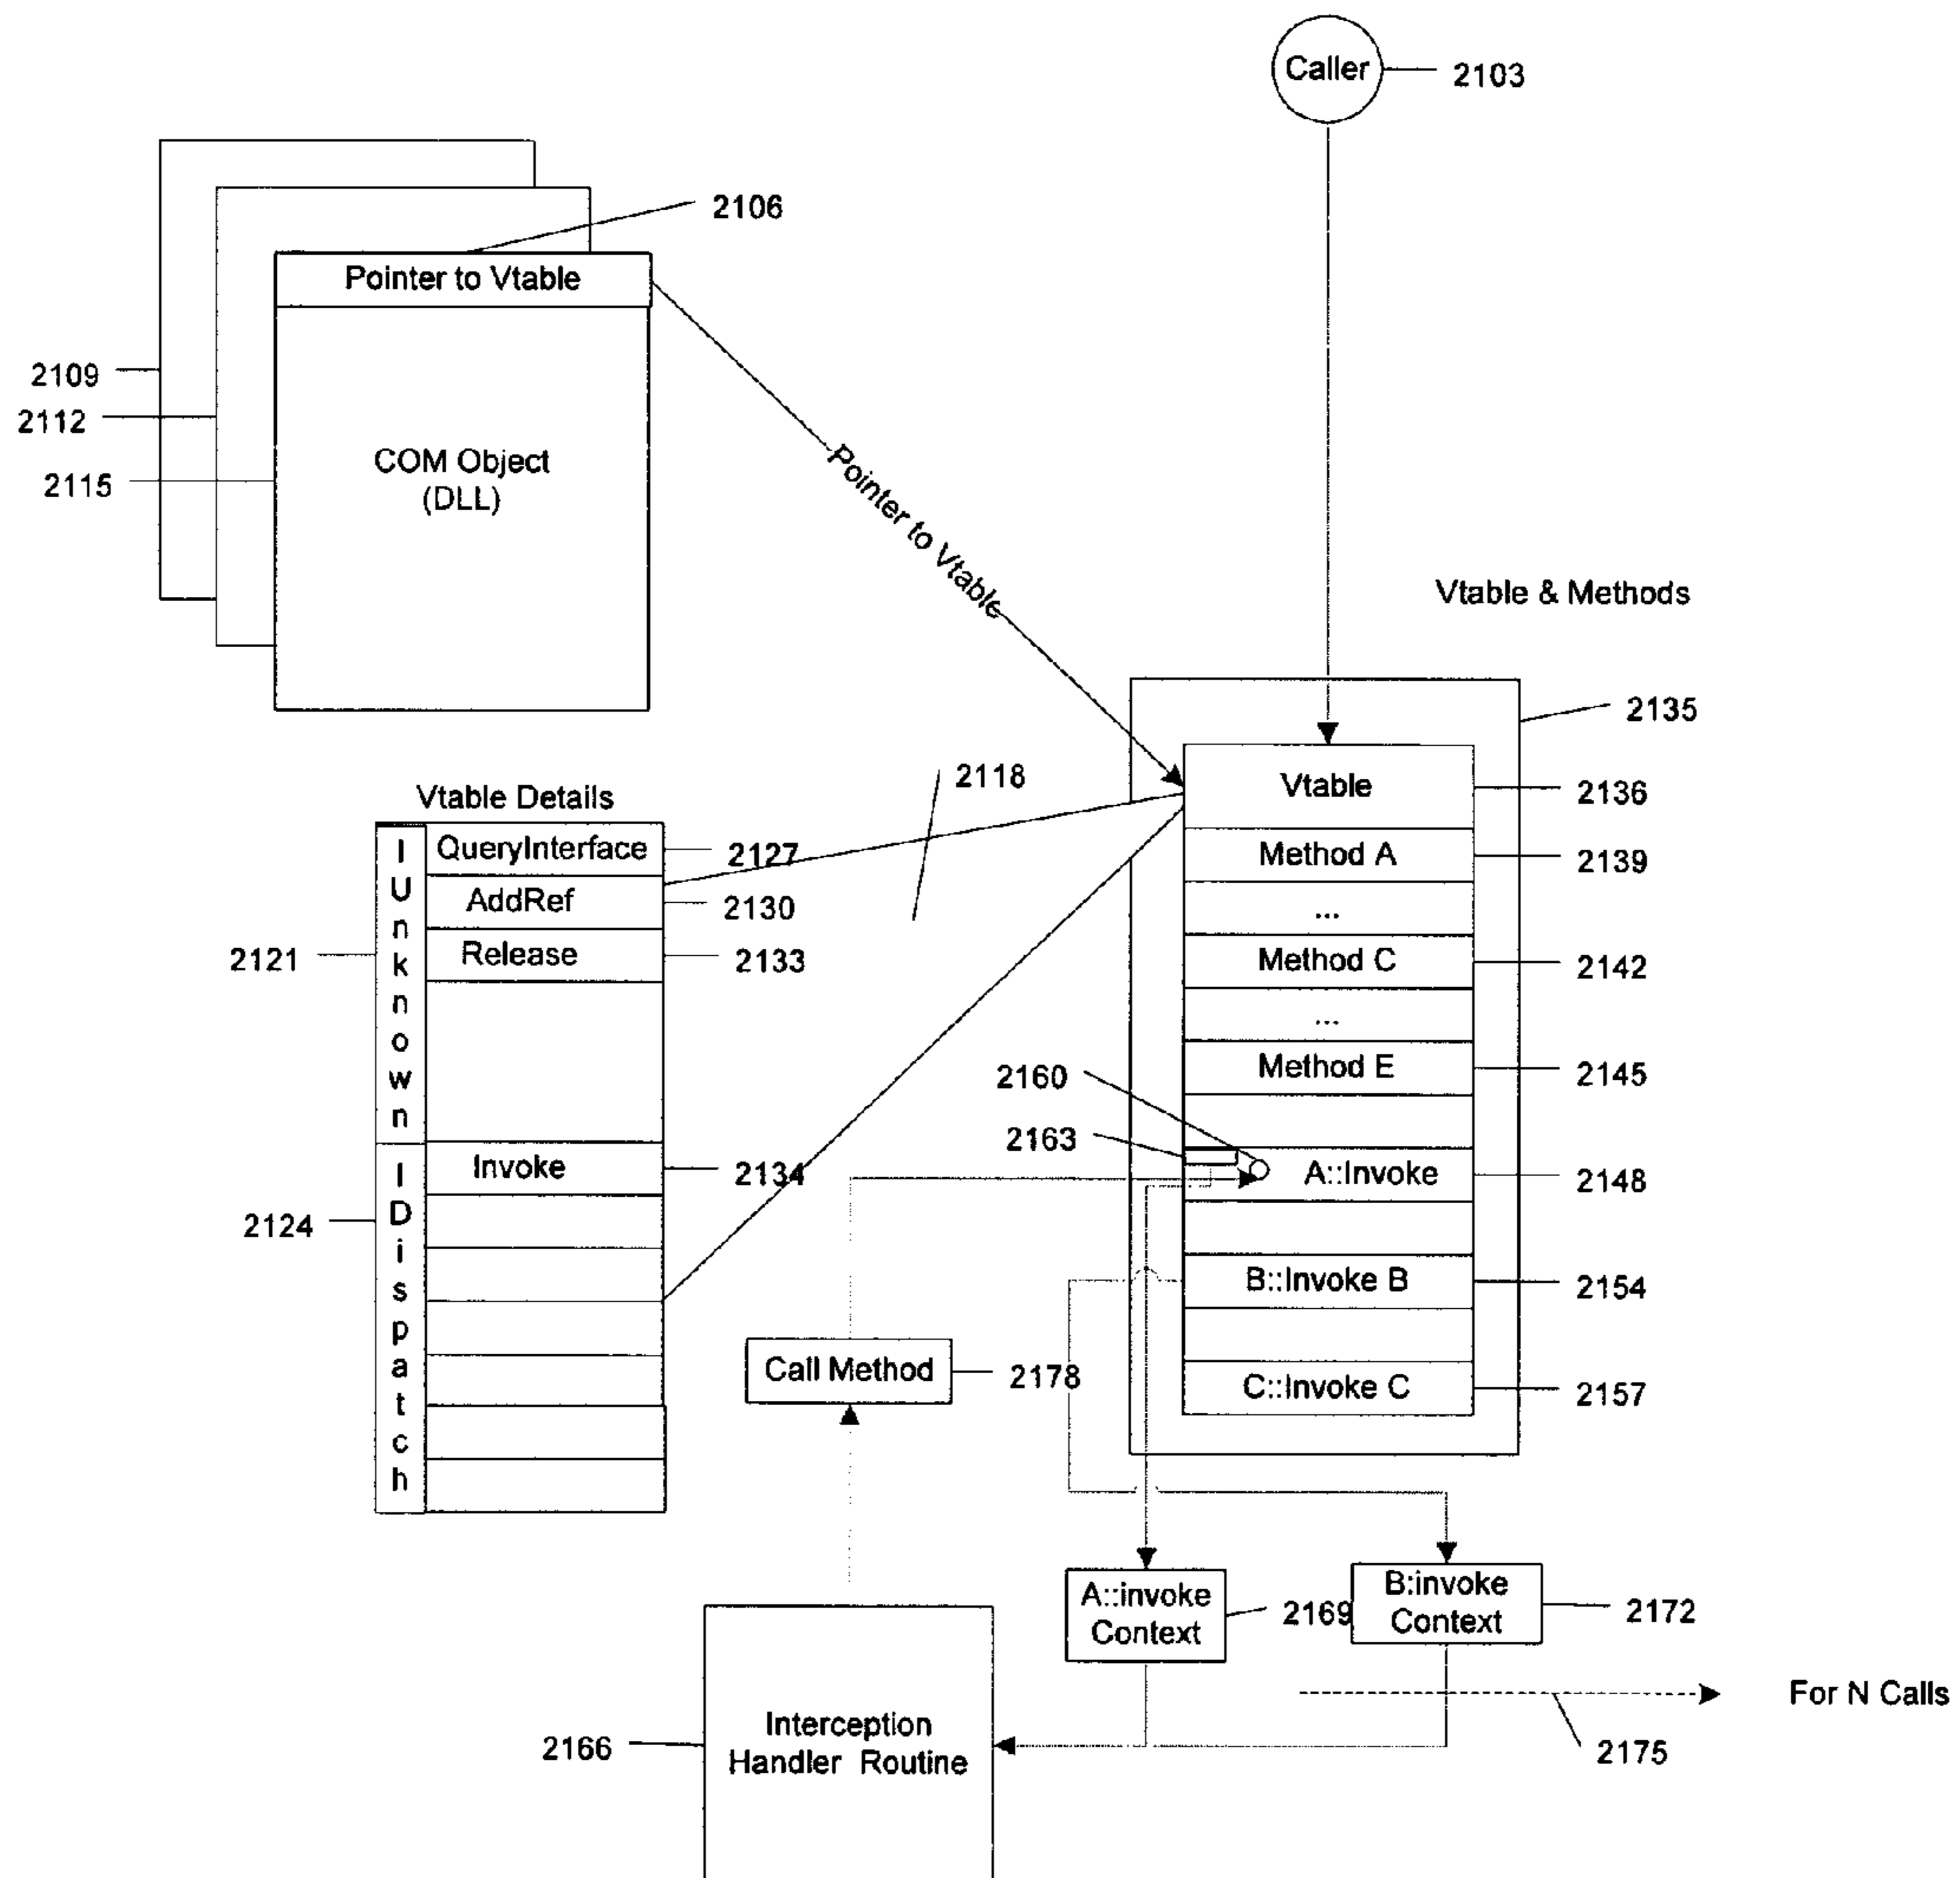 Caller
2103
2106
Pointer to Vtable
2109
2112
2115
COM Object
(DLL)
Pointer to Vtable
Vtable & Methods
2135
2118
Vtable
2136
Vtable Details
IUnknown
QueryInterface
2127
Method A
2139
AddRef
2130
...
2121
Release
2133
Method C
2142
...
Method E
2145
2160
2163
IDispatch
Invoke
2134
A::Invoke
2148
2124
B::Invoke B
2154
Call Method
2178
C::Invoke C
2157
A::invoke
Context
2169
B:invoke
Context
2172
For N Calls
2175
2166
Interception
Handler Routine